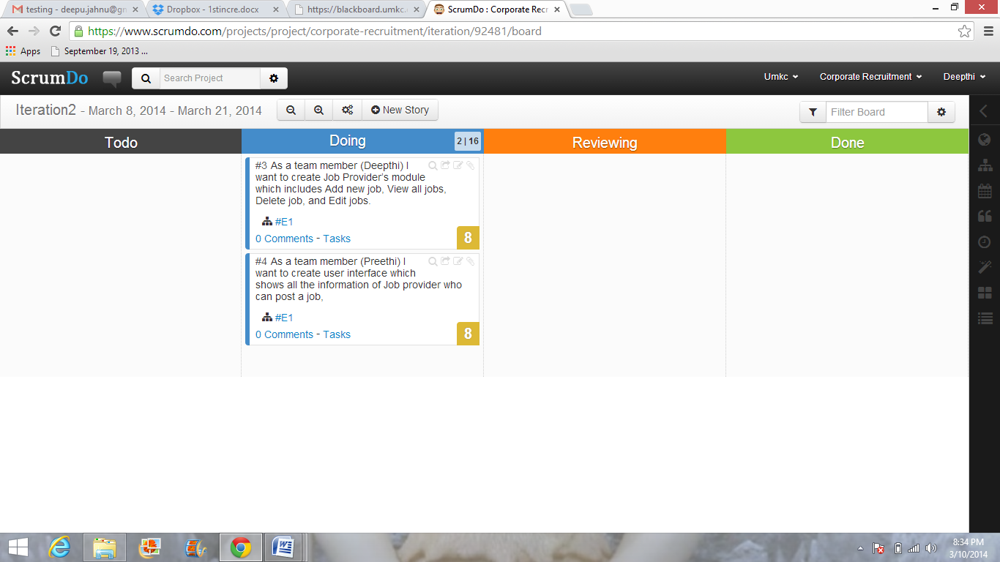 testing - deepu.jahnu@gm
Dropbox - 1stincre.docx
https://blackboard.umkc.
ScrumDo : Corporate Recr
https://www.scrumdo.com/projects/project/corporate-recruitment/iteration/92481/board
Apps
September 19, 2013 ...
ScrumDo
Search Project
Umkc
Corporate Recruitment
Deepthi
Iteration2 - March 8, 2014 - March 21, 2014
New Story
Filter Board
Todo
Doing
2 | 16
Reviewing
Done
#3 As a team member (Deepthi) I
want to create Job Provider's module
which includes Add new job, View all jobs,
Delete job, and Edit jobs.
#E1
0 Comments - Tasks
8
#4 As a team member (Preethi) I
want to create user interface which
shows all the information of Job provider who
can post a job,
#E1
0 Comments - Tasks
8
8:34 PM
3/10/2014